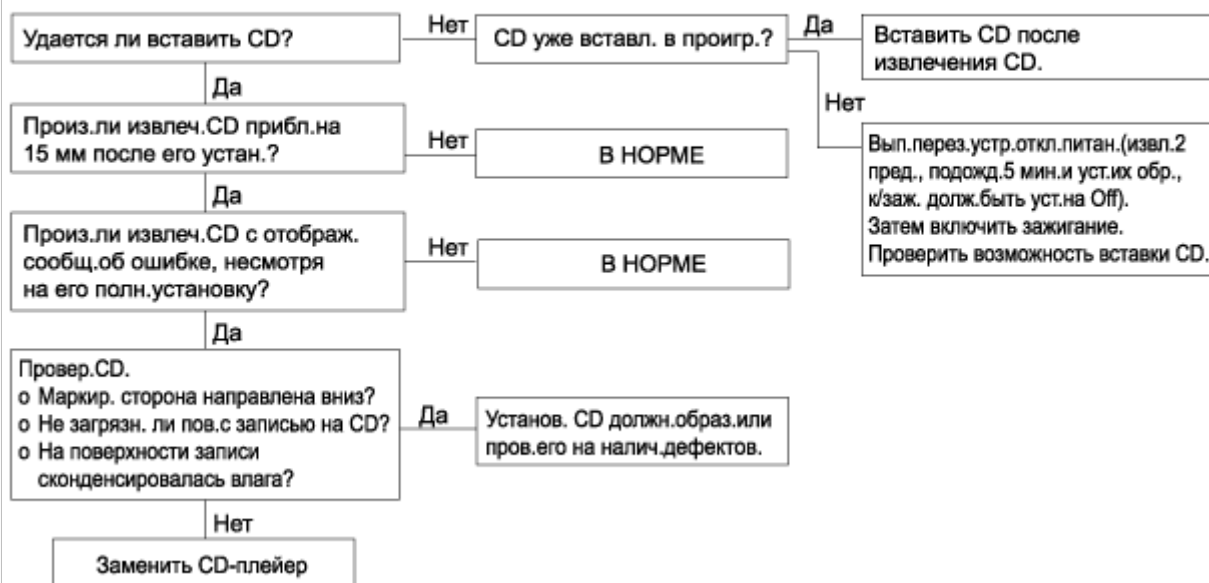 Удается ли вставить CD?
Нет
CD уже вставл. в проигр.?
Да
Вставить CD после
извлечения CD.
Да
Нет
Произ.ли извлеч.CD прибл.на
15 мм после его устан.?
Нет
В НОРМЕ
Вып.перез.устр.откл.питан.(извл.2
пред., подожд.5 мин.и уст.их обр.,
к/заж. долж.быть уст.на Off).
Затем включить зажигание.
Проверить возможность вставки CD.
Да
Произ.ли извлеч.CD с отображ.
сообщ.об ошибке, несмотря
на его полн.установку?
Нет
В НОРМЕ
Да
Провер.CD.
о Маркир. сторона направлена вниз?
о Не загрязн. ли пов.с записью на CD?
о На поверхности записи
сконденсировалась влага?
Да
Установ. CD должн.образ.или
пров.его на налич.дефектов.
Нет
Заменить CD-плейер